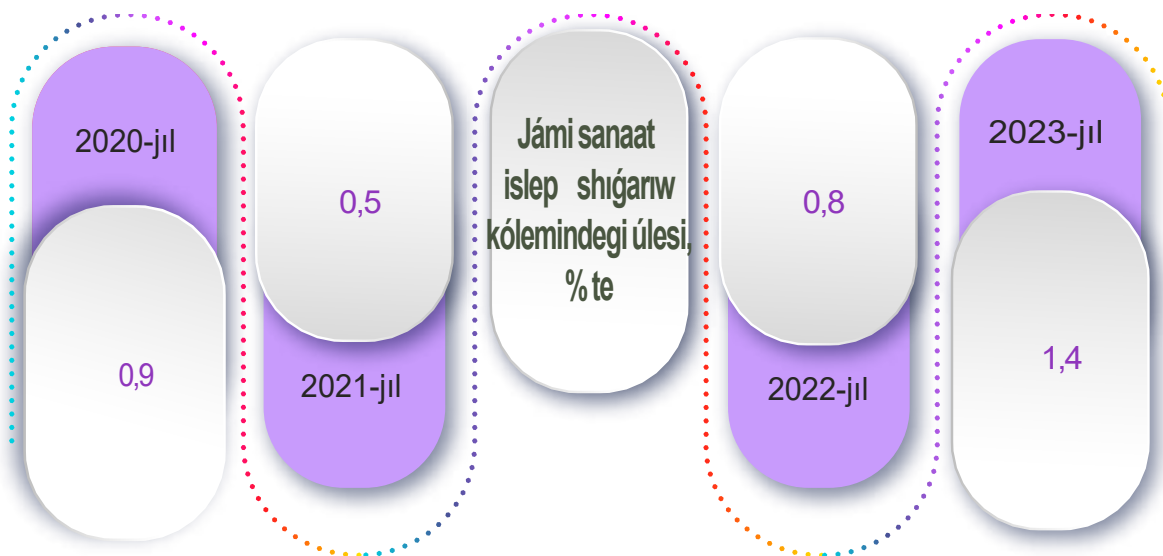 2020-jıl
0,9
0,5
2021-jıl
Jámi sanaat
islep shıǵarıw
kólemindegi úlesi,
% te
0,8
2022-jıl
2023-jıl
1,4